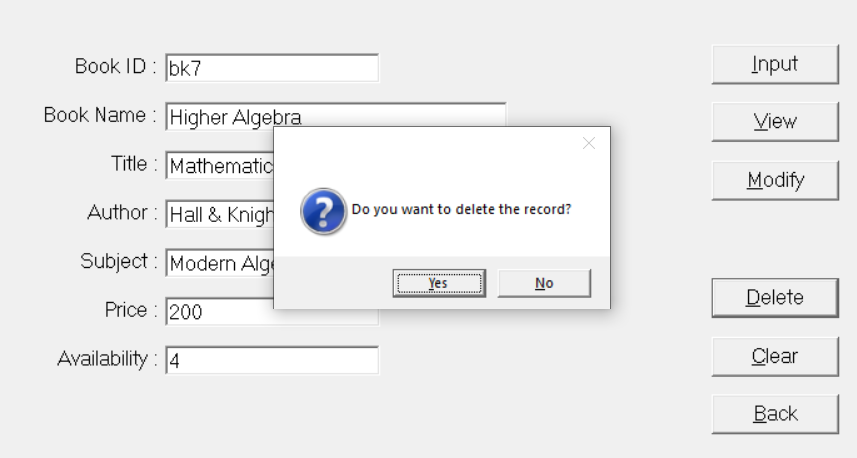 Book ID : bk7
Book Name : Higher Algebra
Title : Mathematic
Author : Hall & Knigh
Subject : Modern Alg
Price : 200
Availability : 4
Do you want to delete the record?
Yes No
Input
View
Modify
Delete
Clear
Back